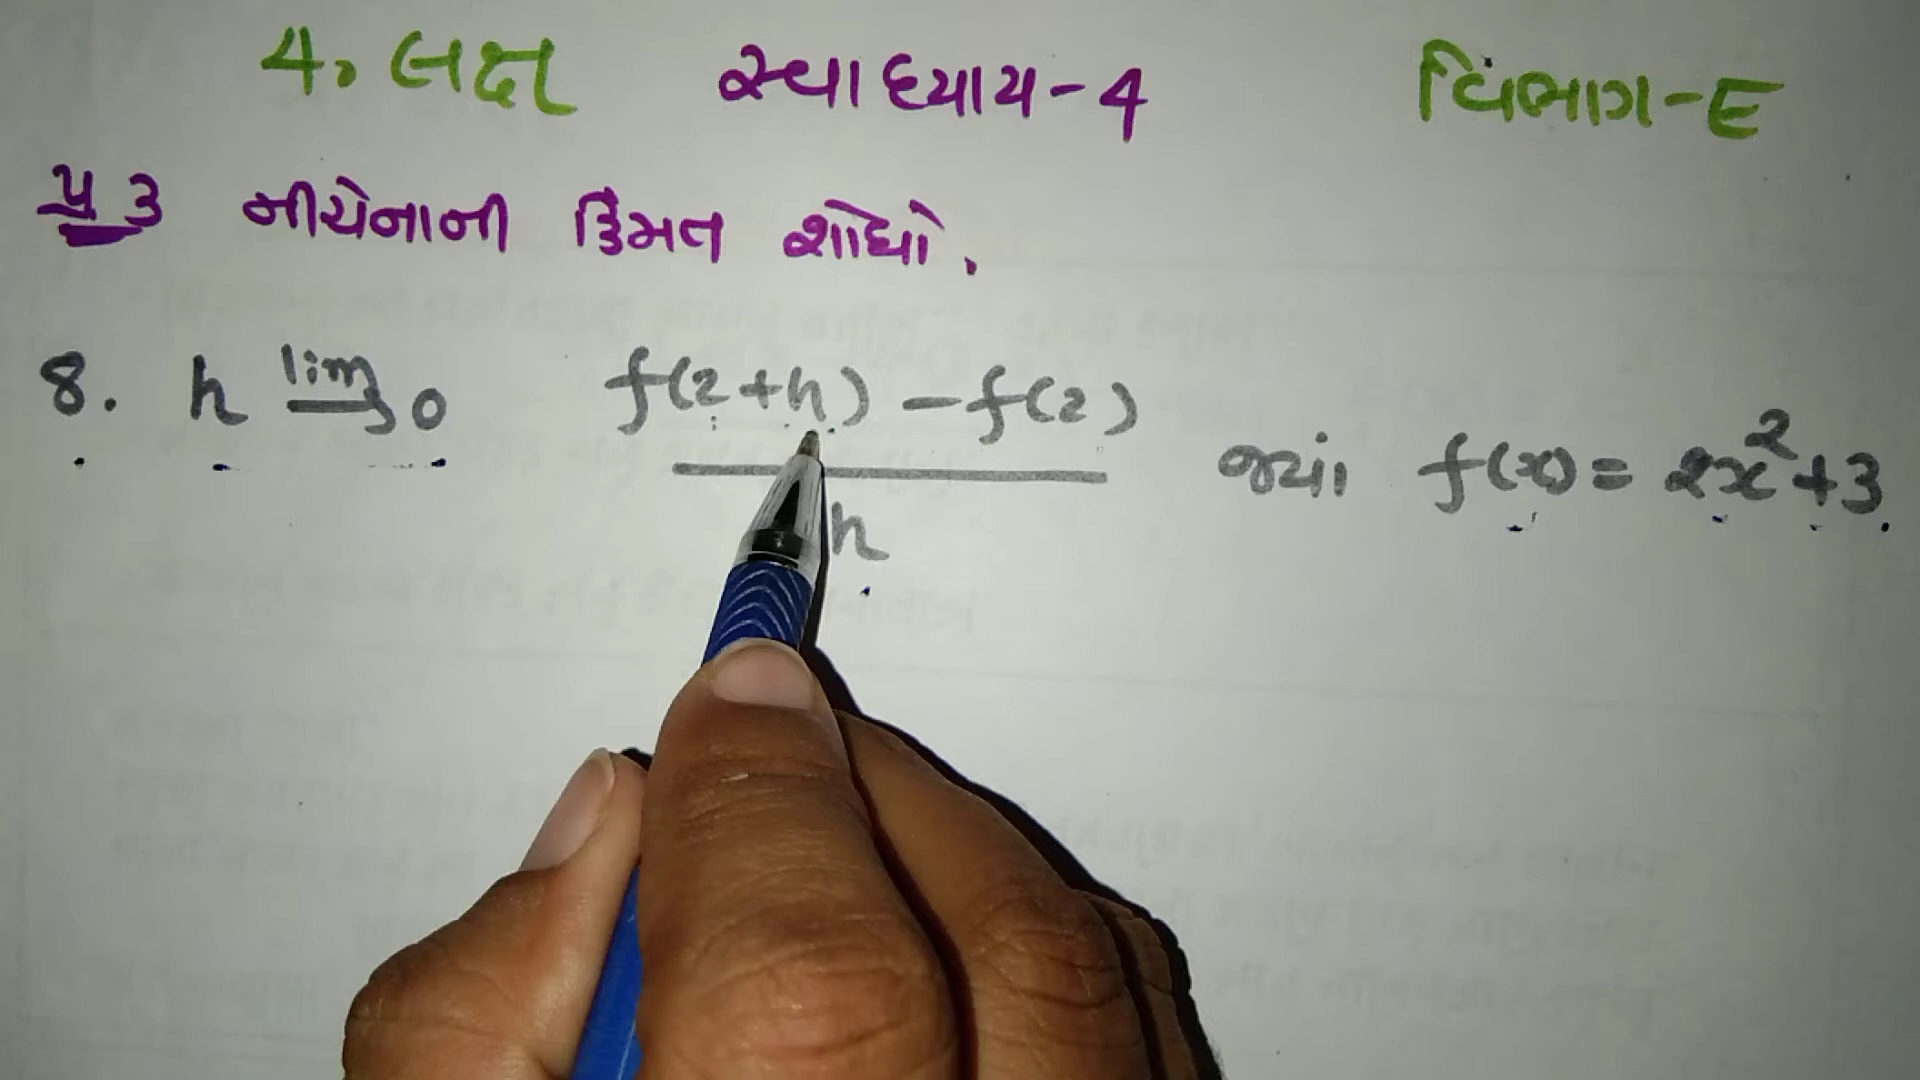 4. લક્ષ સ્વાધ્યાય-4 વિભાગ-E
પ્ર 3 નીચેનાની કિંમત શોધો.
8. h lim→0 f(2+h) - f(2) / h જ્યાં f(x) = 2x²+3